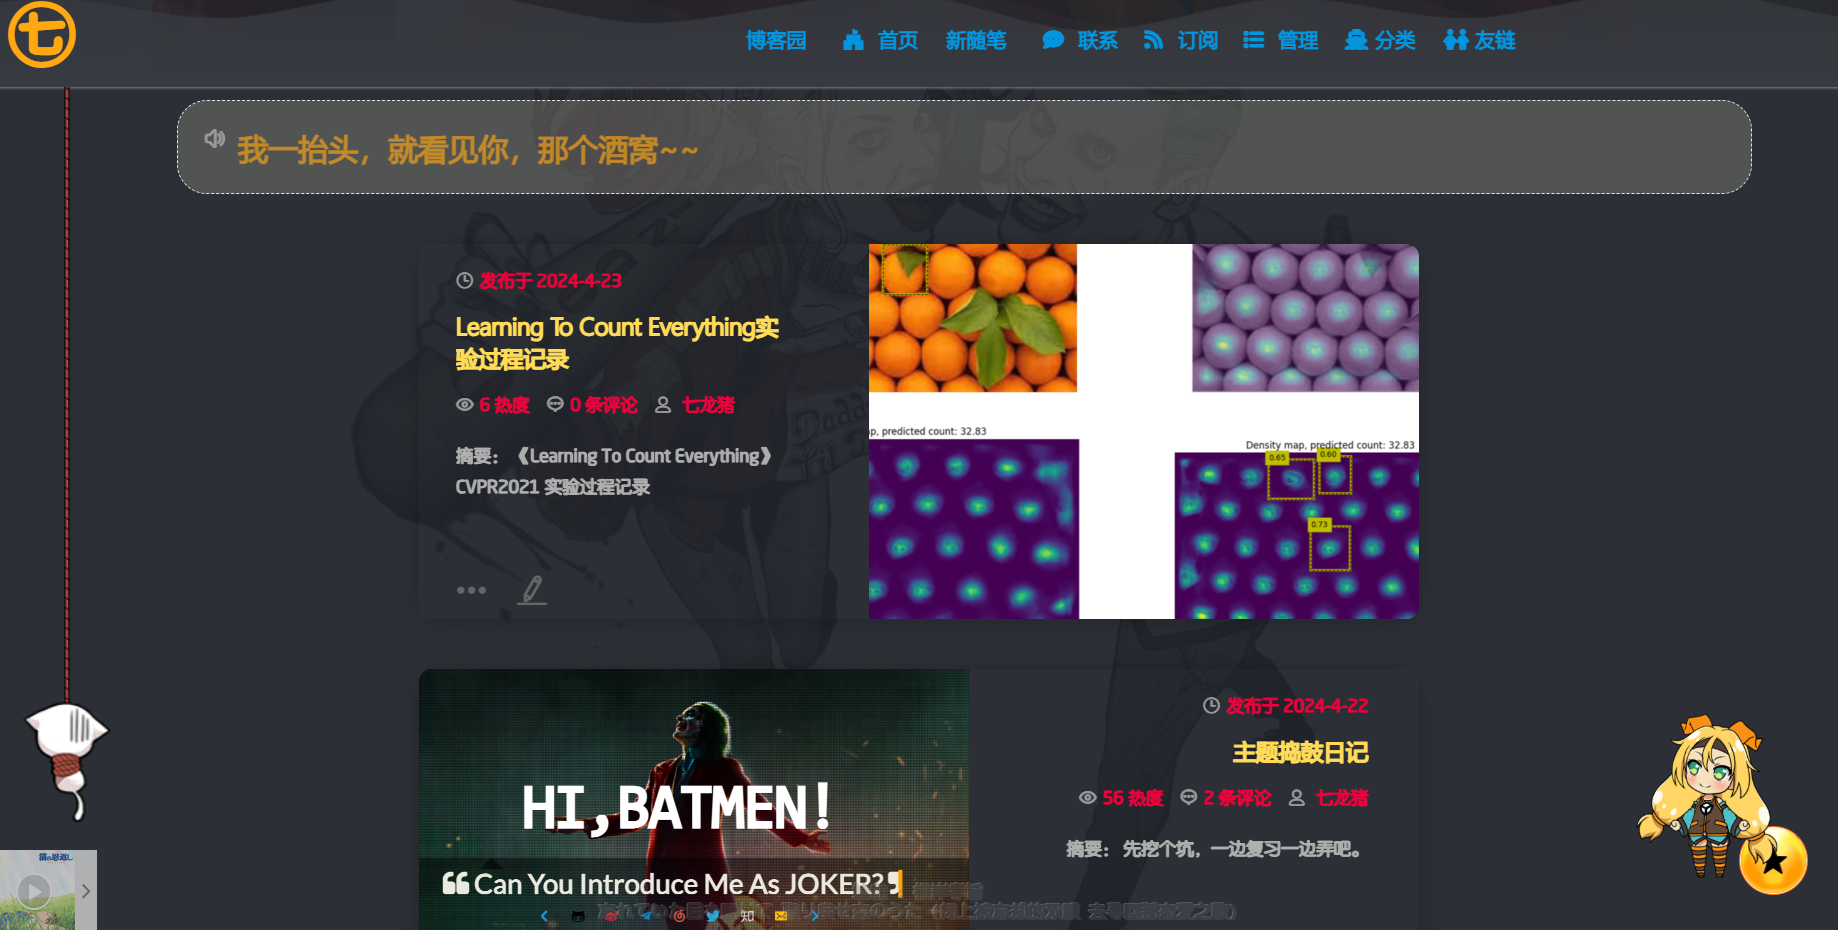 七
博客园 首页 新随笔 联系 订阅 管理 分类 友链
我一抬头，就看见你，那个酒窝~~
发布于 2024-4-23
Learning To Count Everything实
验过程记录
6 热度 0 条评论 七龙猪
摘要： 《Learning To Count Everything》
CVPR2021 实验过程记录
p, predicted count: 32.83
Density map, predicted count: 32.83
0.65
0.60
0.73
HI,BATMEN!
Can You Introduce Me As JOKER?
知
发布于 2024-4-22
主题捣鼓日记
56 热度 2 条评论 七龙猪
摘要： 先挖个坑，一边复习一边弄吧。
猫の恩返し